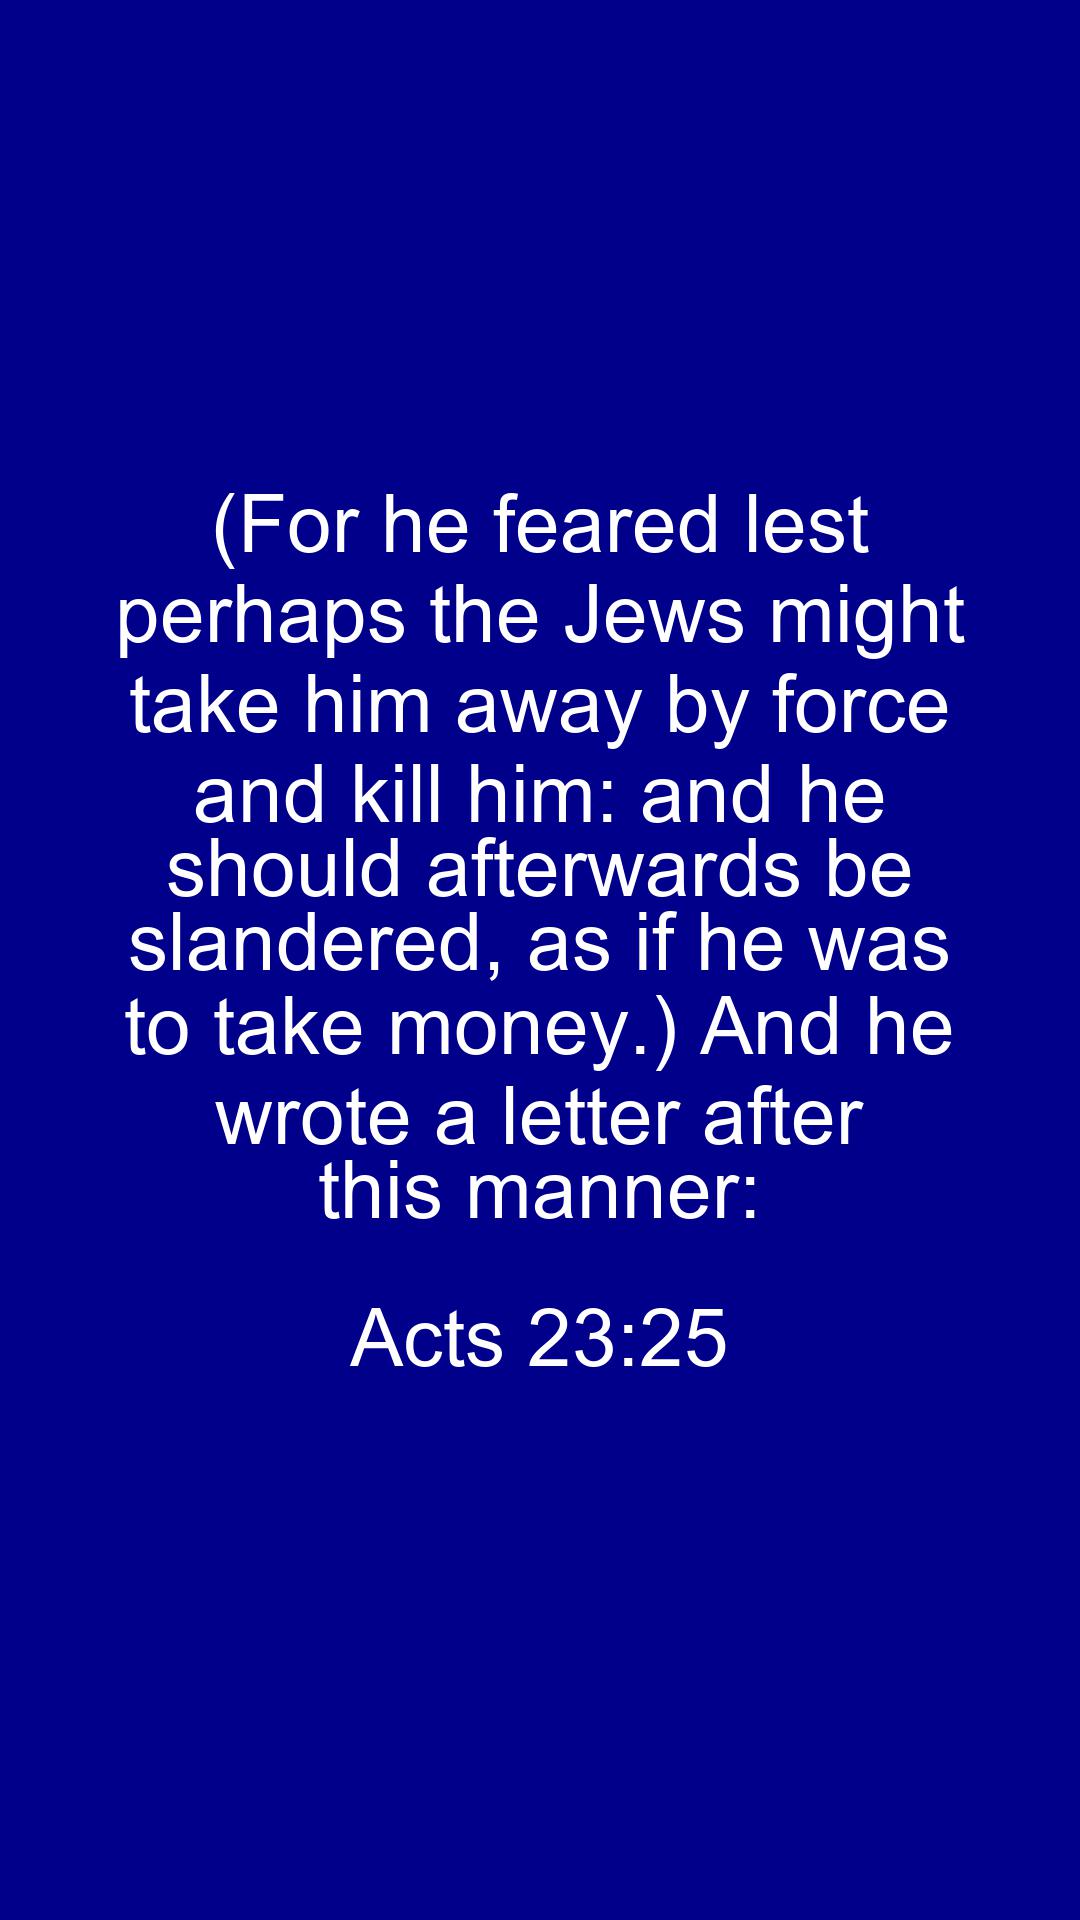 (For he feared lest
perhaps the Jews might
take him away by force
and kill him: and he
should afterwards be
slandered, as if he was
to take money.) And he
wrote a letter after
this manner:
Acts 23:25